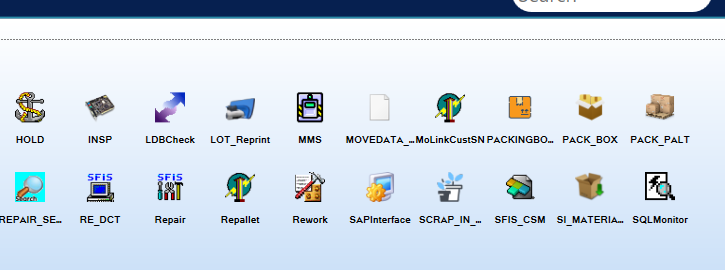 Search
HOLD INSP LDBCheck LOT_Reprint MMS MOVEDATA_... MoLinkCustSN PACKINGBO... PACK_BOX PACK_PALT
Search SFiS SFiS
REPAIR_SE... RE_DCT Repair Repallet Rework SAPInterface SCRAP_IN_... SFIS_CSM SI_MATERIA... SQLMonitor